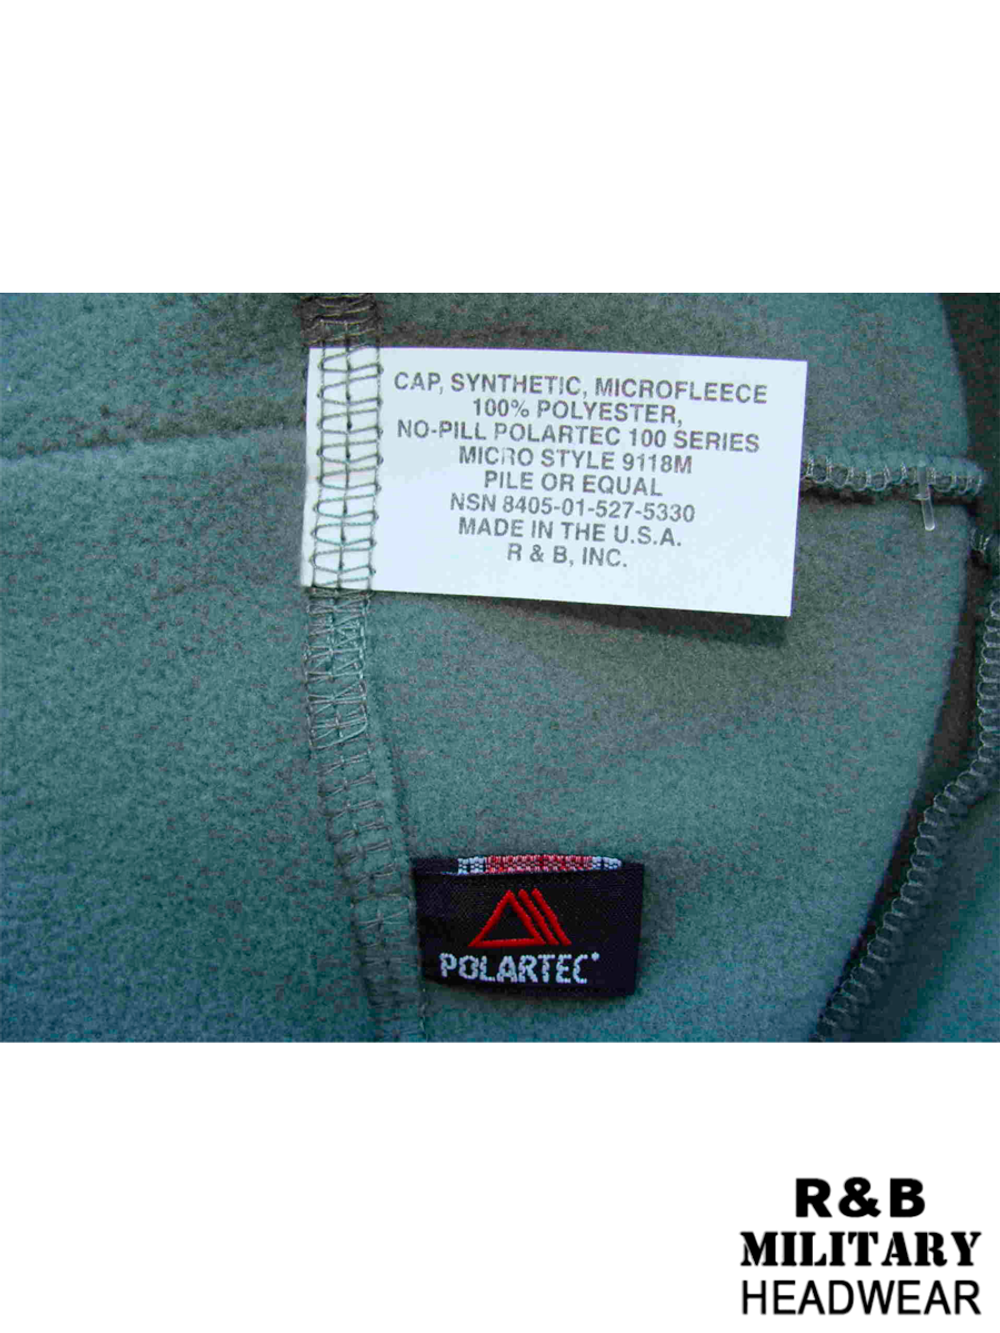 CAP, SYNTHETIC, MICROFLEECE
100% POLYESTER,
NO-PILL POLARTEC 100 SERIES
MICRO STYLE 9118M
PILE OR EQUAL
NSN 8405-01-527-5330
MADE IN THE U.S.A.
R & B, INC.
POLARTEC
R&B
MILITARY
HEADWEAR